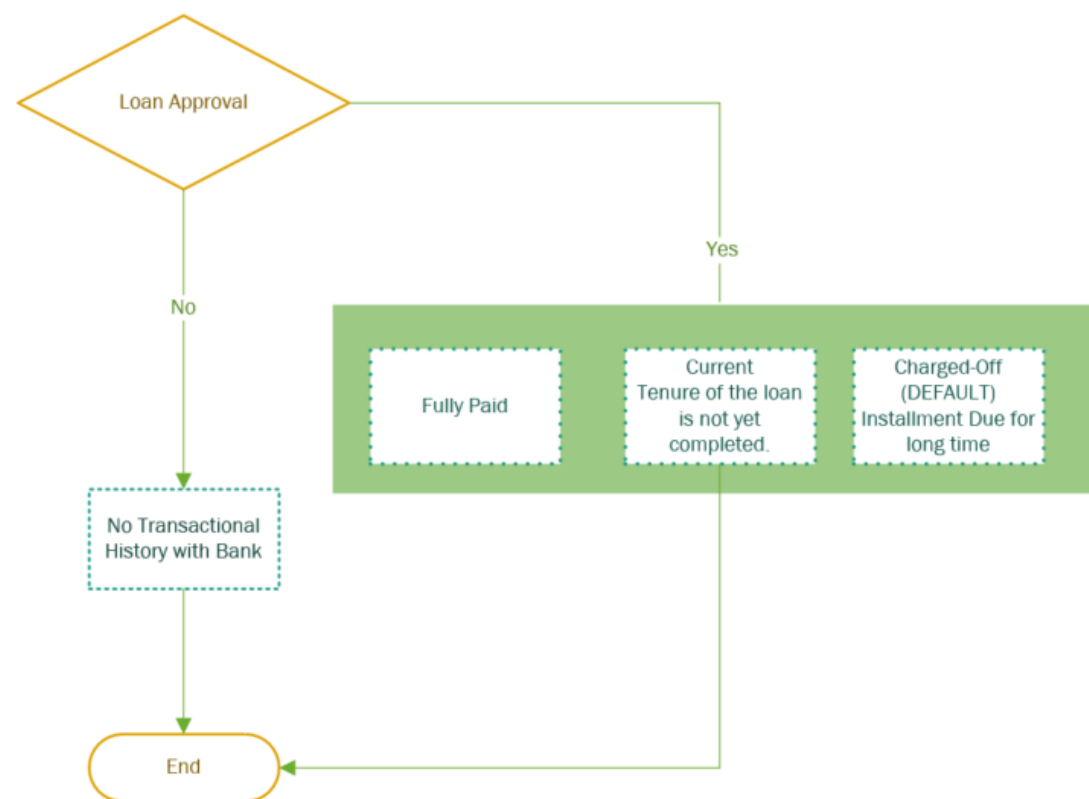 Loan Approval
Yes
No
Fully Paid
Current
Tenure of the loan
is not yet
completed.
Charged-Off
(DEFAULT)
Installment Due for
long time
No Transactional
History with Bank
End